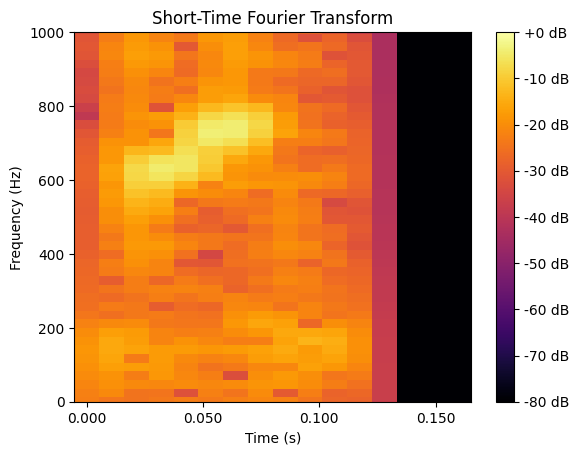 Short-Time Fourier Transform
1000
800
600
400
200
0
Frequency (Hz)
0.000
0.050
0.100
0.150
Time (s)
+0 dB
-10 dB
-20 dB
-30 dB
-40 dB
-50 dB
-60 dB
-70 dB
-80 dB